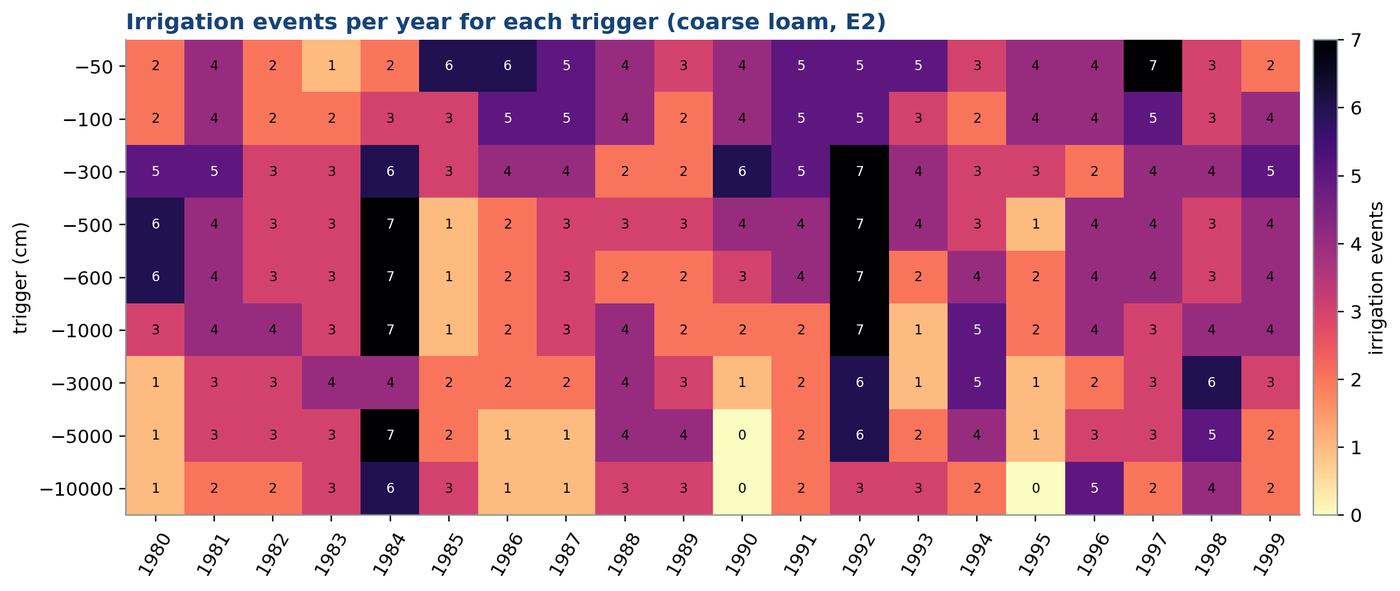 Irrigation events per year for each trigger (coarse loam, E2)
−50 2 4 2 1 2 6 6 5 4 3 4 5 5 5 3 4 4 7 3 2
−100 2 4 2 2 3 3 5 5 4 2 4 5 5 3 2 4 4 5 3 4
−300 5 5 3 3 6 3 4 4 2 2 6 5 7 4 3 3 2 4 4 5
−500 6 4 3 3 7 1 2 3 3 3 4 4 7 4 3 1 4 4 3 4
−600 6 4 3 3 7 1 2 3 2 2 3 4 7 2 4 2 4 4 3 4
−1000 3 4 4 3 7 1 2 3 4 2 2 2 7 1 5 2 4 3 4 4
−3000 1 3 3 4 4 2 2 2 4 3 1 2 6 1 5 1 2 3 6 3
−5000 1 3 3 3 7 2 1 1 4 4 0 2 6 2 4 1 3 3 5 2
−10000 1 2 2 3 6 3 1 1 3 3 0 2 3 3 2 0 5 2 4 2
1980 1981 1982 1983 1984 1985 1986 1987 1988 1989 1990 1991 1992 1993 1994 1995 1996 1997 1998 1999
trigger (cm)
7
6
5
4
3
2
1
0
irrigation events